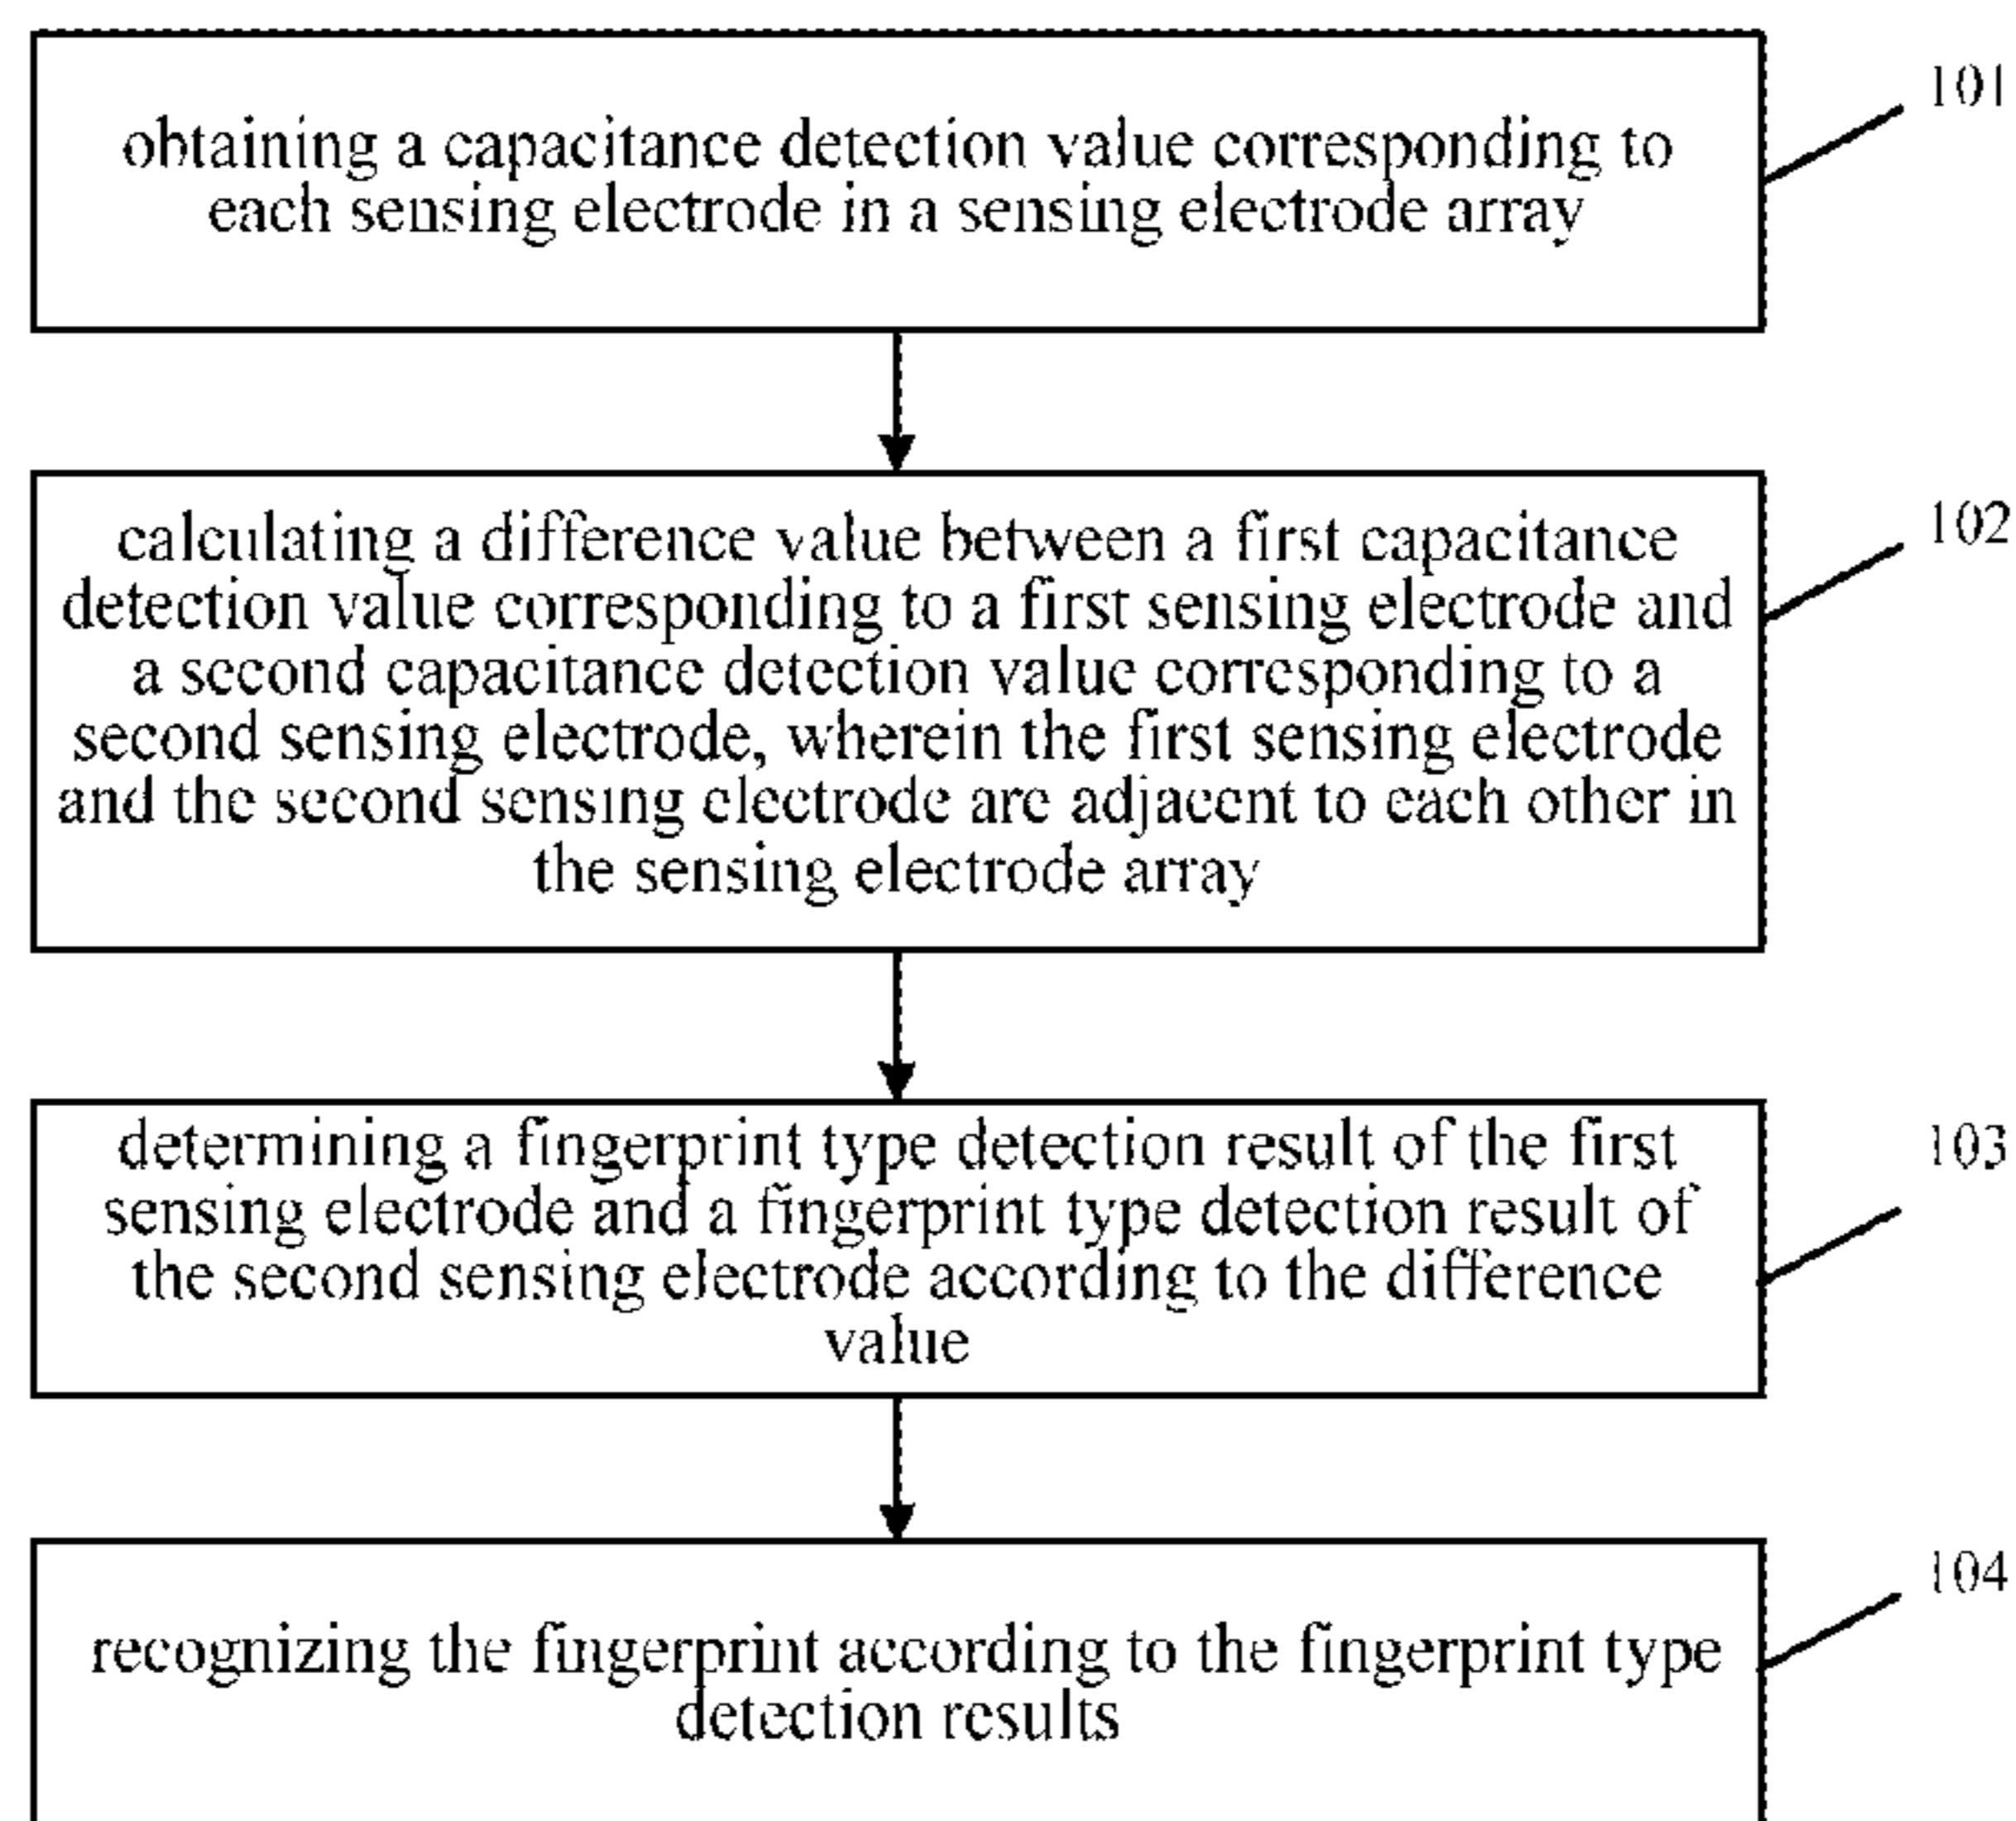 obtaining a capacitance detection value corresponding to
each sensing electrode in a sensing electrode array
101
calculating a difference value between a first capacitance
detection value corresponding to a first sensing electrode and
a second capacitance detection value corresponding to a
second sensing electrode, wherein the first sensing electrode
and the second sensing electrode are adjacent to each other in
the sensing electrode array
102
determining a fingerprint type detection result of the first
sensing electrode and a fingerprint type detection result of
the second sensing electrode according to the difference
value
103
recognizing the fingerprint according to the fingerprint type
detection results
104